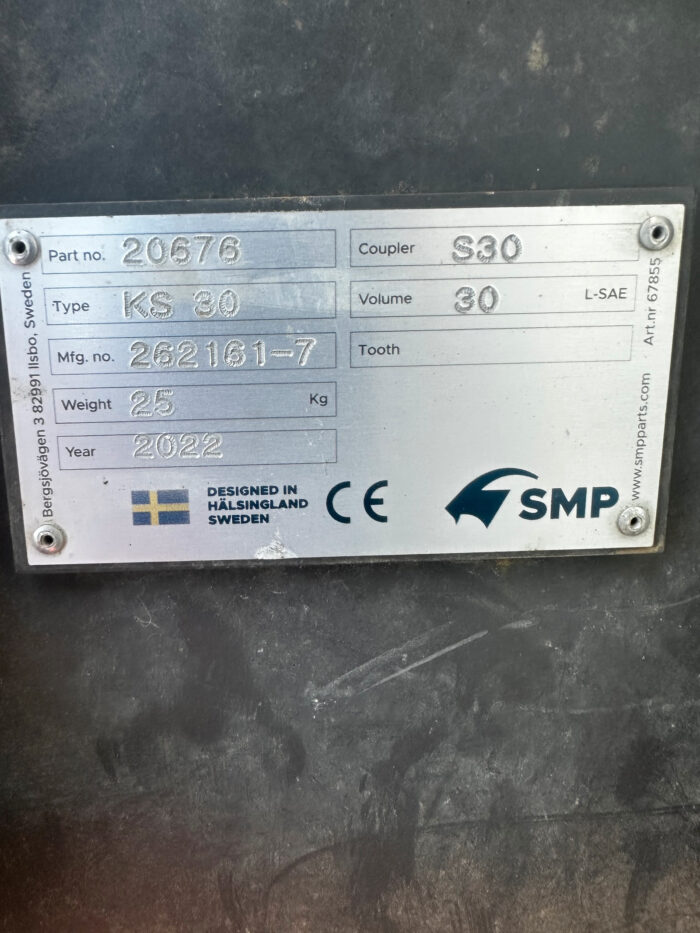 Part no. 20676
Type KS 30
Mfg. no. 262161-7
Weight 25 Kg
Year 2022
Coupler S30
Volume 30 L-SAE
Tooth
DESIGNED IN
HÄLSINGLAND
SWEDEN
CE
SMP
Bergsjövägen 3 82991 Ilsbo, Sweden
www.smpparts.com Art.nr 67855